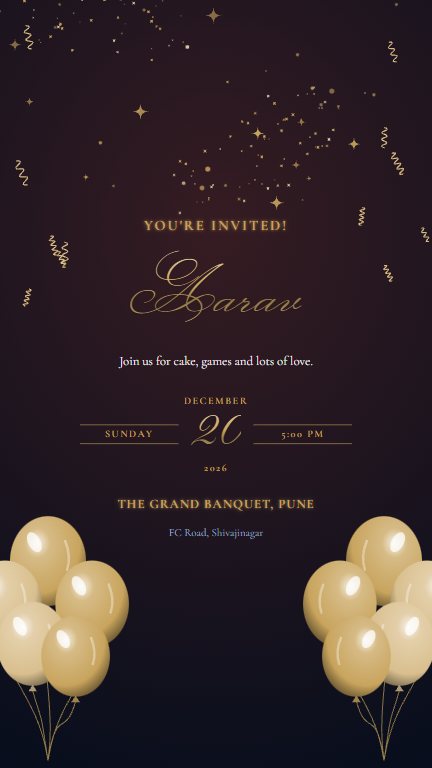 YOU'RE INVITED!
Aarav
Join us for cake, games and lots of love.
DECEMBER
SUNDAY 20 5:00 PM
2026
THE GRAND BANQUET, PUNE
FC Road, Shivajinagar